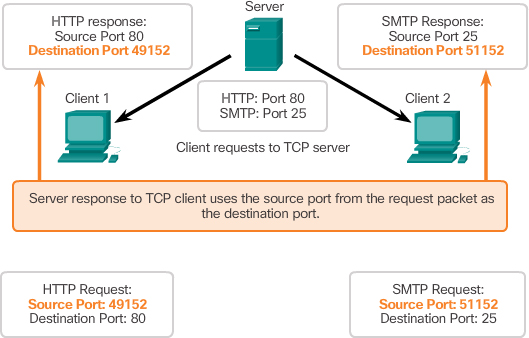 Server
HTTP response:
Source Port 80
Destination Port 49152
SMTP Response:
Source Port 25
Destination Port 51152
Client 1
HTTP: Port 80
SMTP: Port 25
Client 2
Client requests to TCP server
Server response to TCP client uses the source port from the request packet as
the destination port.
HTTP Request:
Source Port: 49152
Destination Port: 80
SMTP Request:
Source Port: 51152
Destination Port: 25